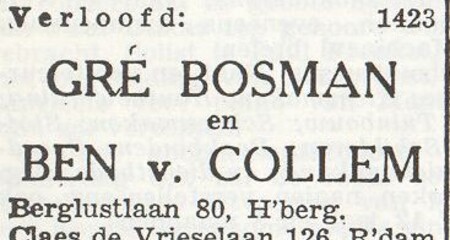 Verloofd: 1423
GRÉ BOSMAN
en
BEN v. COLLEM
Berglustlaan 80, H'berg.
Claes de Vrieselaan 126, R'dam